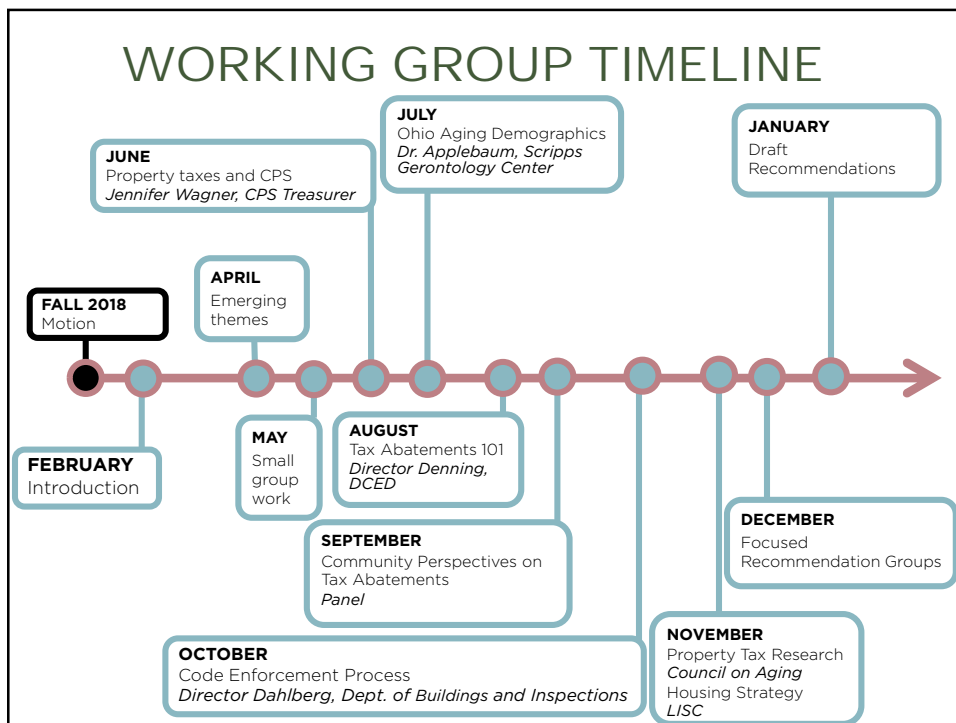 WORKING GROUP TIMELINE
FALL 2018
Motion
FEBRUARY
Introduction
APRIL
Emerging
themes
MAY
Small
group
work
JUNE
Property taxes and CPS
Jennifer Wagner, CPS Treasurer
JULY
Ohio Aging Demographics
Dr. Applebaum, Scripps
Gerontology Center
AUGUST
Tax Abatements 101
Director Denning,
DCED
SEPTEMBER
Community Perspectives on
Tax Abatements
Panel
OCTOBER
Code Enforcement Process
Director Dahlberg, Dept. of Buildings and Inspections
NOVEMBER
Property Tax Research
Council on Aging
Housing Strategy
LISC
DECEMBER
Focused
Recommendation Groups
JANUARY
Draft
Recommendations